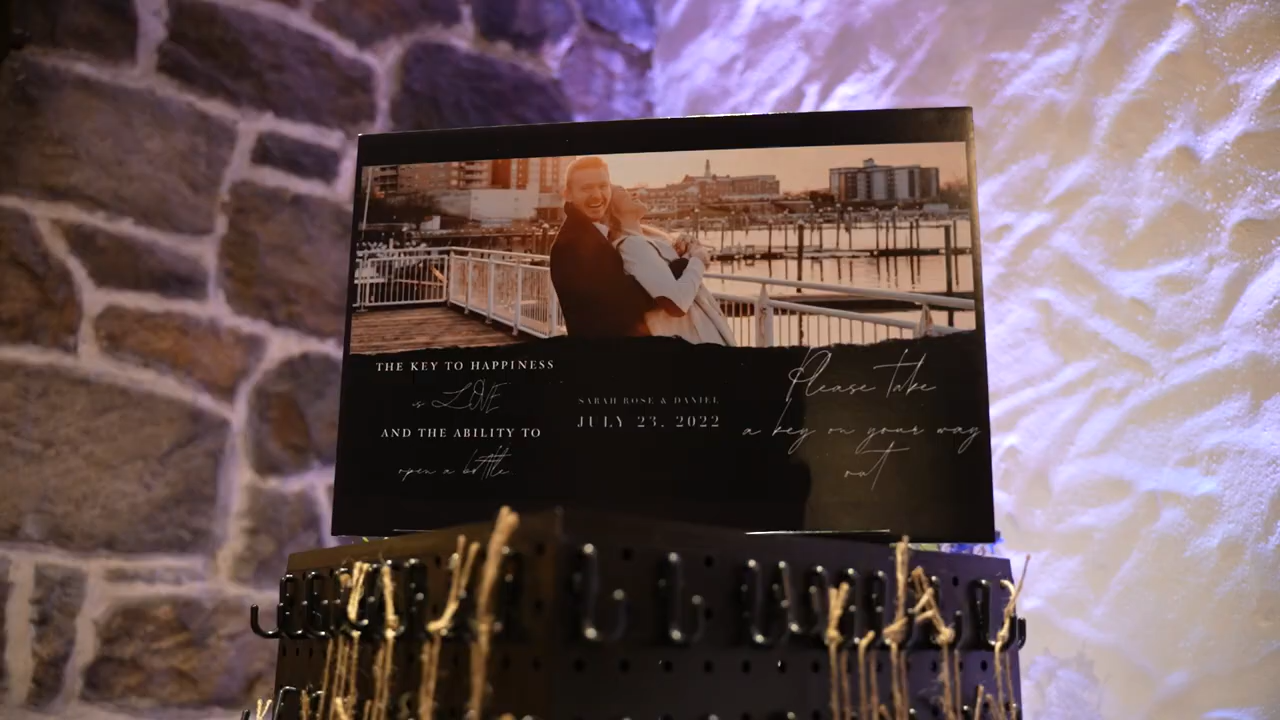 THE KEY TO HAPPINESS
is LOVE
AND THE ABILITY TO
open a bottle.
SARAH ROSE & DANIEL
JULY 23, 2022
Please take
a key on your way
out